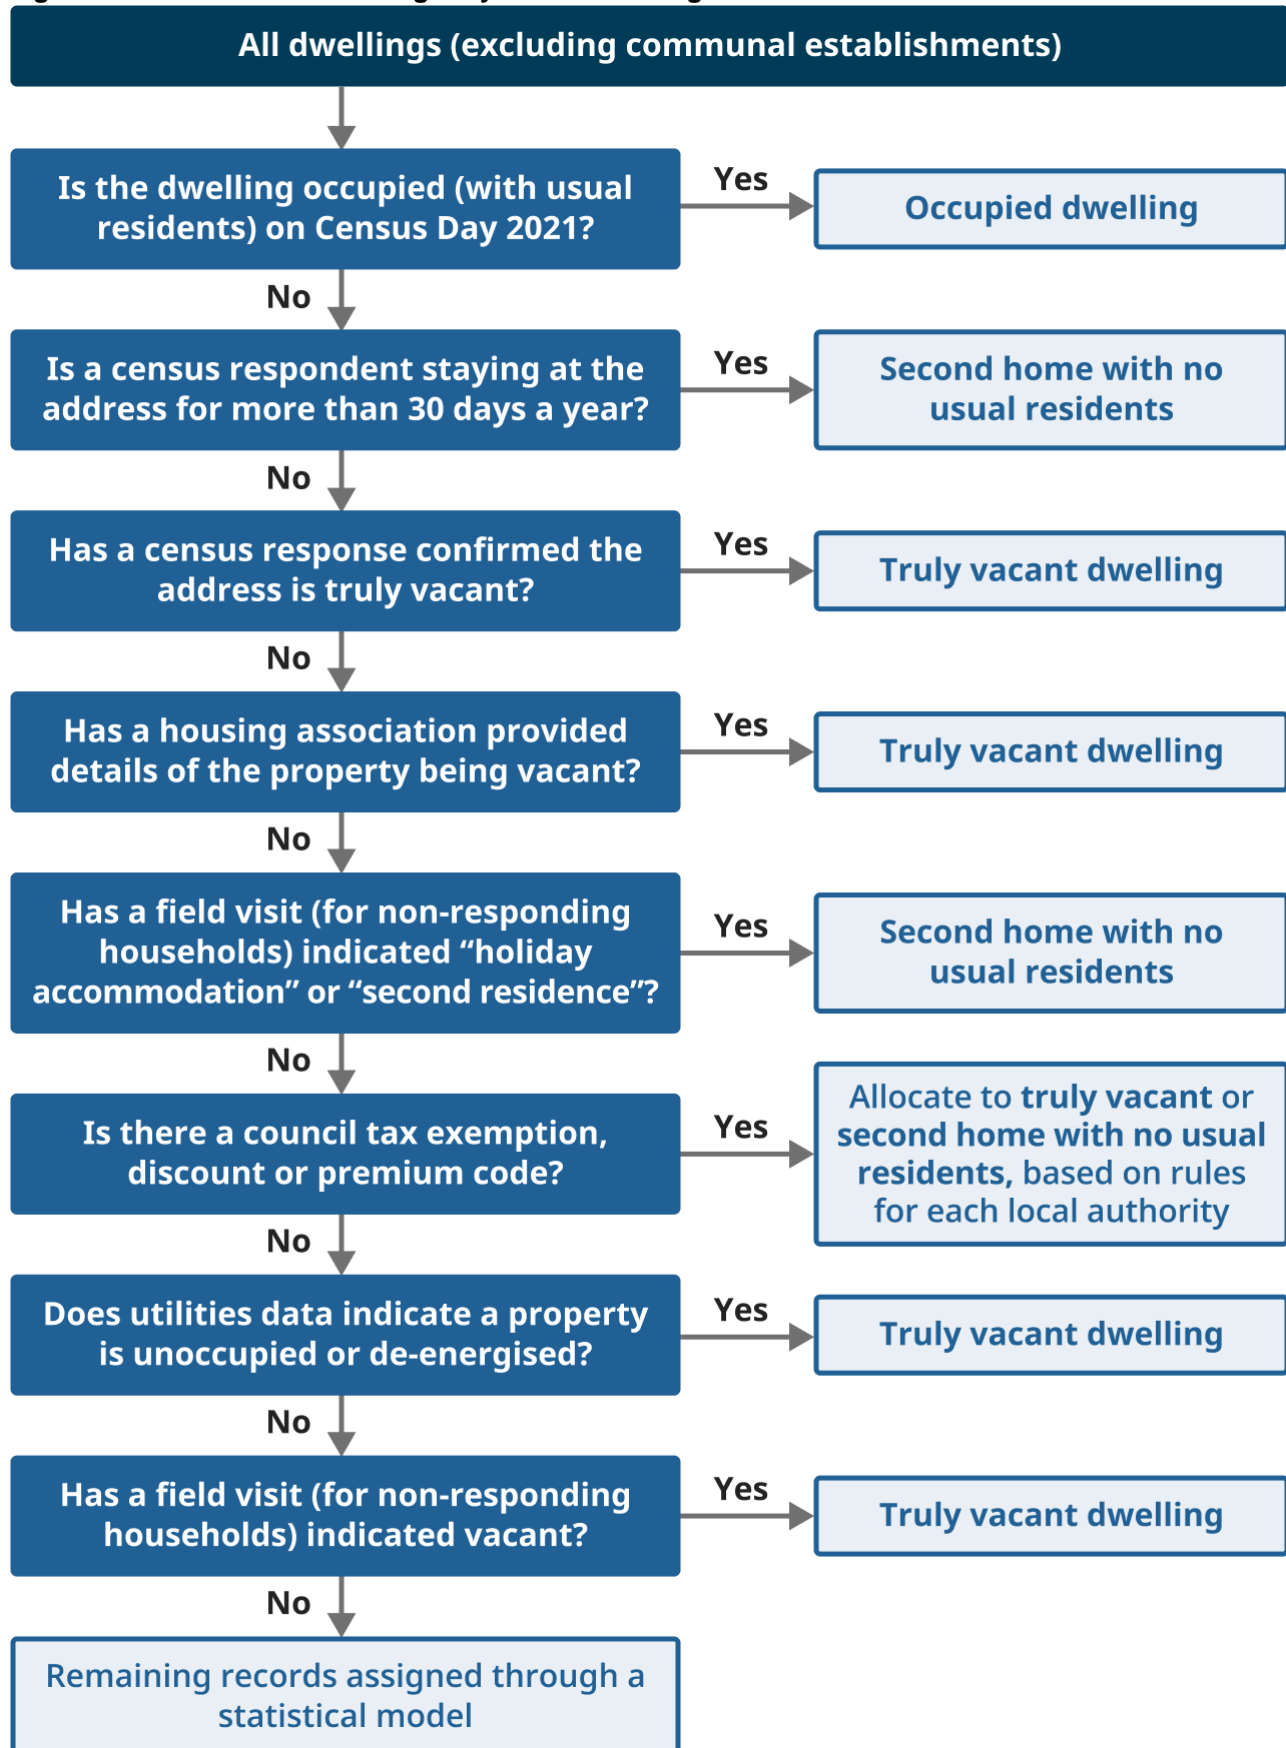 All dwellings (excluding communal establishments)
Is the dwelling occupied (with usual
residents) on Census Day 2021?
Yes
Occupied dwelling
No
Is a census respondent staying at the
address for more than 30 days a year?
Yes
Second home with no
usual residents
No
Has a census response confirmed the
address is truly vacant?
Yes
Truly vacant dwelling
No
Has a housing association provided
details of the property being vacant?
Yes
Truly vacant dwelling
No
Has a field visit (for non-responding
households) indicated “holiday
accommodation” or “second residence”?
Yes
Second home with no
usual residents
No
Is there a council tax exemption,
discount or premium code?
Yes
Allocate to truly vacant or
second home with no usual
residents, based on rules
for each local authority
No
Does utilities data indicate a property
is unoccupied or de-energised?
Yes
Truly vacant dwelling
No
Has a field visit (for non-responding
households) indicated vacant?
Yes
Truly vacant dwelling
No
Remaining records assigned through a
statistical model